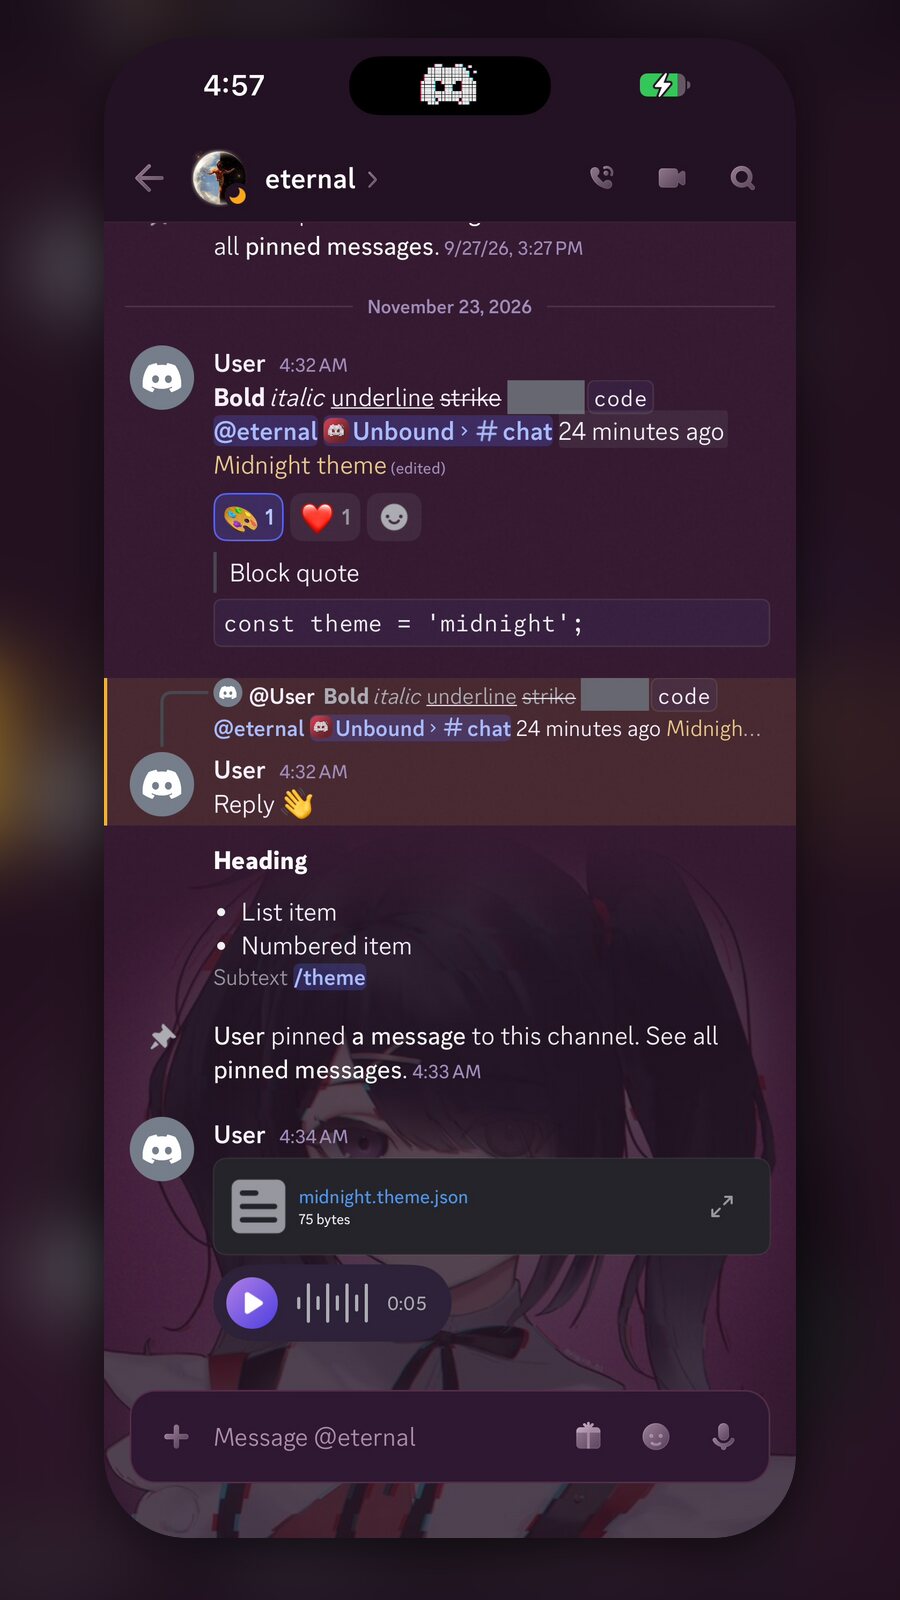 4:57
eternal
all pinned messages. 9/27/26, 3:27 PM
November 23, 2026
User 4:32 AM
Bold italic underline strike code
@eternal Unbound › # chat 24 minutes ago
Midnight theme (edited)
1 1
Block quote
const theme = 'midnight';
@User Bold italic underline strike code
@eternal Unbound › # chat 24 minutes ago Midnigh...
User 4:32 AM
Reply 👋
Heading
• List item
• Numbered item
Subtext /theme
User pinned a message to this channel. See all
pinned messages. 4:33 AM
User 4:34 AM
midnight.theme.json
75 bytes
0:05
Message @eternal